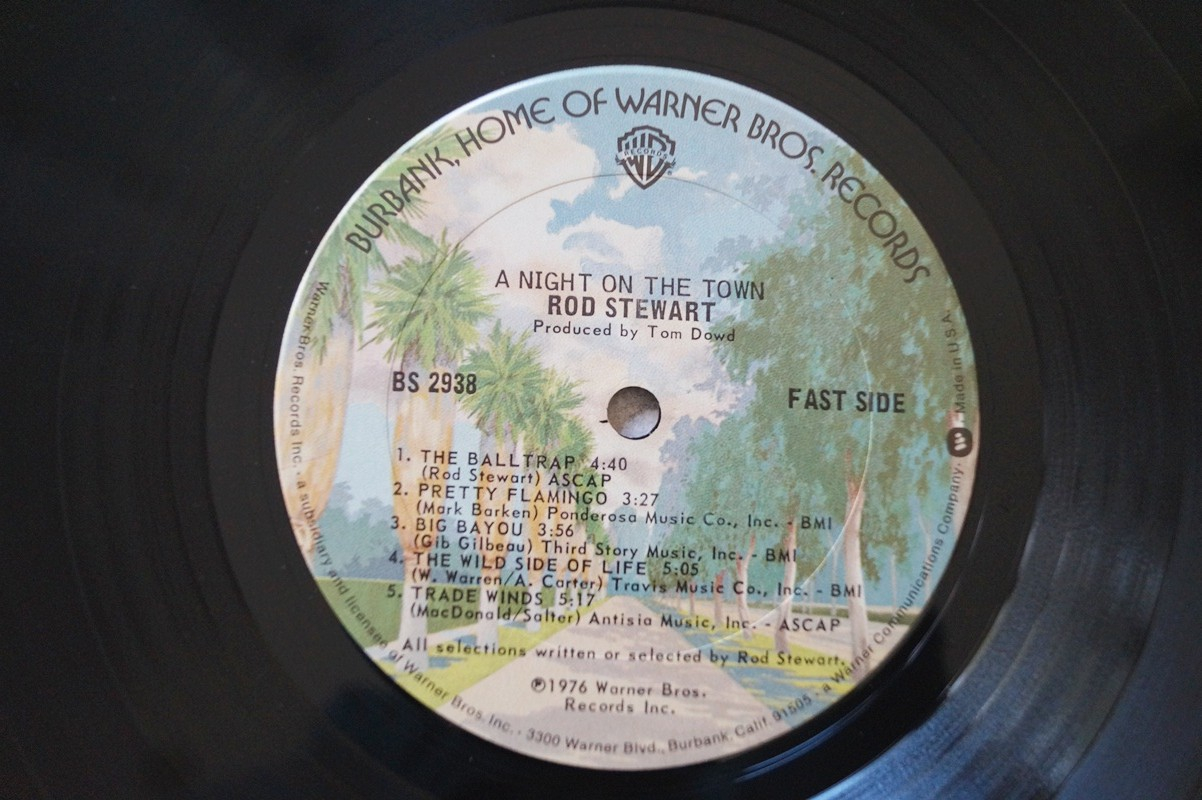 BURBANK, HOME OF WARNER BROS. RECORDS
WB
RECORDS
®
A NIGHT ON THE TOWN
ROD STEWART
Produced by Tom Dowd
BS 2938
FAST SIDE
1. THE BALLTRAP 4:40
(Rod Stewart) ASCAP
2. PRETTY FLAMINGO 3:27
(Mark Barken) Ponderosa Music Co., Inc. - BMI
3. BIG BAYOU 3:56
(Gib Gilbeau) Third Story Music, Inc. - BMI
4. THE WILD SIDE OF LIFE 5:05
(W. Warren/A. Carter) Travis Music Co., Inc. - BMI
5. TRADE WINDS 5:17
(MacDonald/Salter) Antisia Music, Inc. - ASCAP
All selections written or selected by Rod Stewart.
℗1976 Warner Bros.
Records Inc.
Warner Bros. Records Inc. • a subsidiary and licensee of Warner Bros. Inc. • 3300 Warner Blvd., Burbank, Calif. 91505 • a Warner Communications Company. Made in U.S.A.